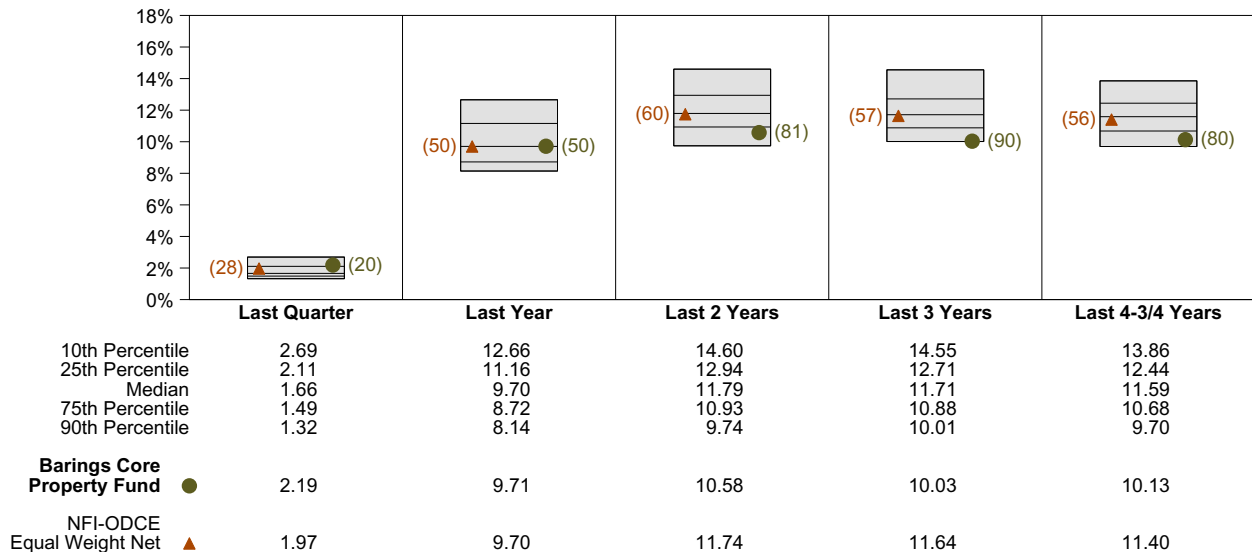 18%
16%
14%
12%
10%
8%
6%
4%
2%
0%
(28)
(20)
(50)
(50)
(60)
(81)
(57)
(90)
(56)
(80)
Last Quarter Last Year Last 2 Years Last 3 Years Last 4-3/4 Years
10th Percentile 2.69 12.66 14.60 14.55 13.86
25th Percentile 2.11 11.16 12.94 12.71 12.44
Median 1.66 9.70 11.79 11.71 11.59
75th Percentile 1.49 8.72 10.93 10.88 10.68
90th Percentile 1.32 8.14 9.74 10.01 9.70
Barings Core
Property Fund 2.19 9.71 10.58 10.03 10.13
NFI-ODCE
Equal Weight Net 1.97 9.70 11.74 11.64 11.40